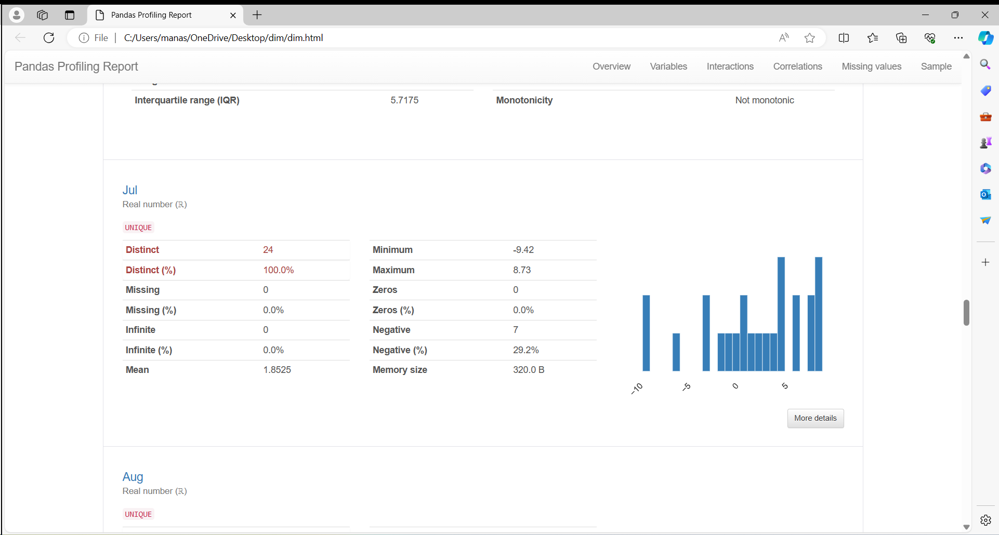 Pandas Profiling Report
File
C:/Users/manas/OneDrive/Desktop/dim/dim.html
Pandas Profiling Report
Overview
Variables
Interactions
Correlations
Missing values
Sample
Interquartile range (IQR) 5.7175
Monotonicity Not monotonic
Jul
Real number (ℝ)
UNIQUE
Distinct 24
Distinct (%) 100.0%
Missing 0
Missing (%) 0.0%
Infinite 0
Infinite (%) 0.0%
Mean 1.8525
Minimum -9.42
Maximum 8.73
Zeros 0
Zeros (%) 0.0%
Negative 7
Negative (%) 29.2%
Memory size 320.0 B
−10
−5
0
5
More details
Aug
Real number (ℝ)
UNIQUE